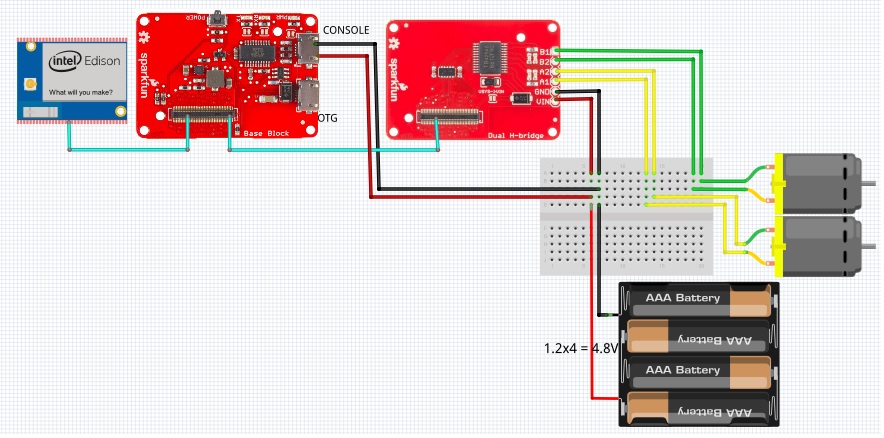 CONSOLE
OTG
POWER
intel Edison
What will you make?
sparkfun
Base Block
sparkfun
Dual H-bridge
B1
B2
A2
A1
GND
VIN
1.2x4 = 4.8V
AAA Battery
AAA Battery
AAA Battery
AAA Battery